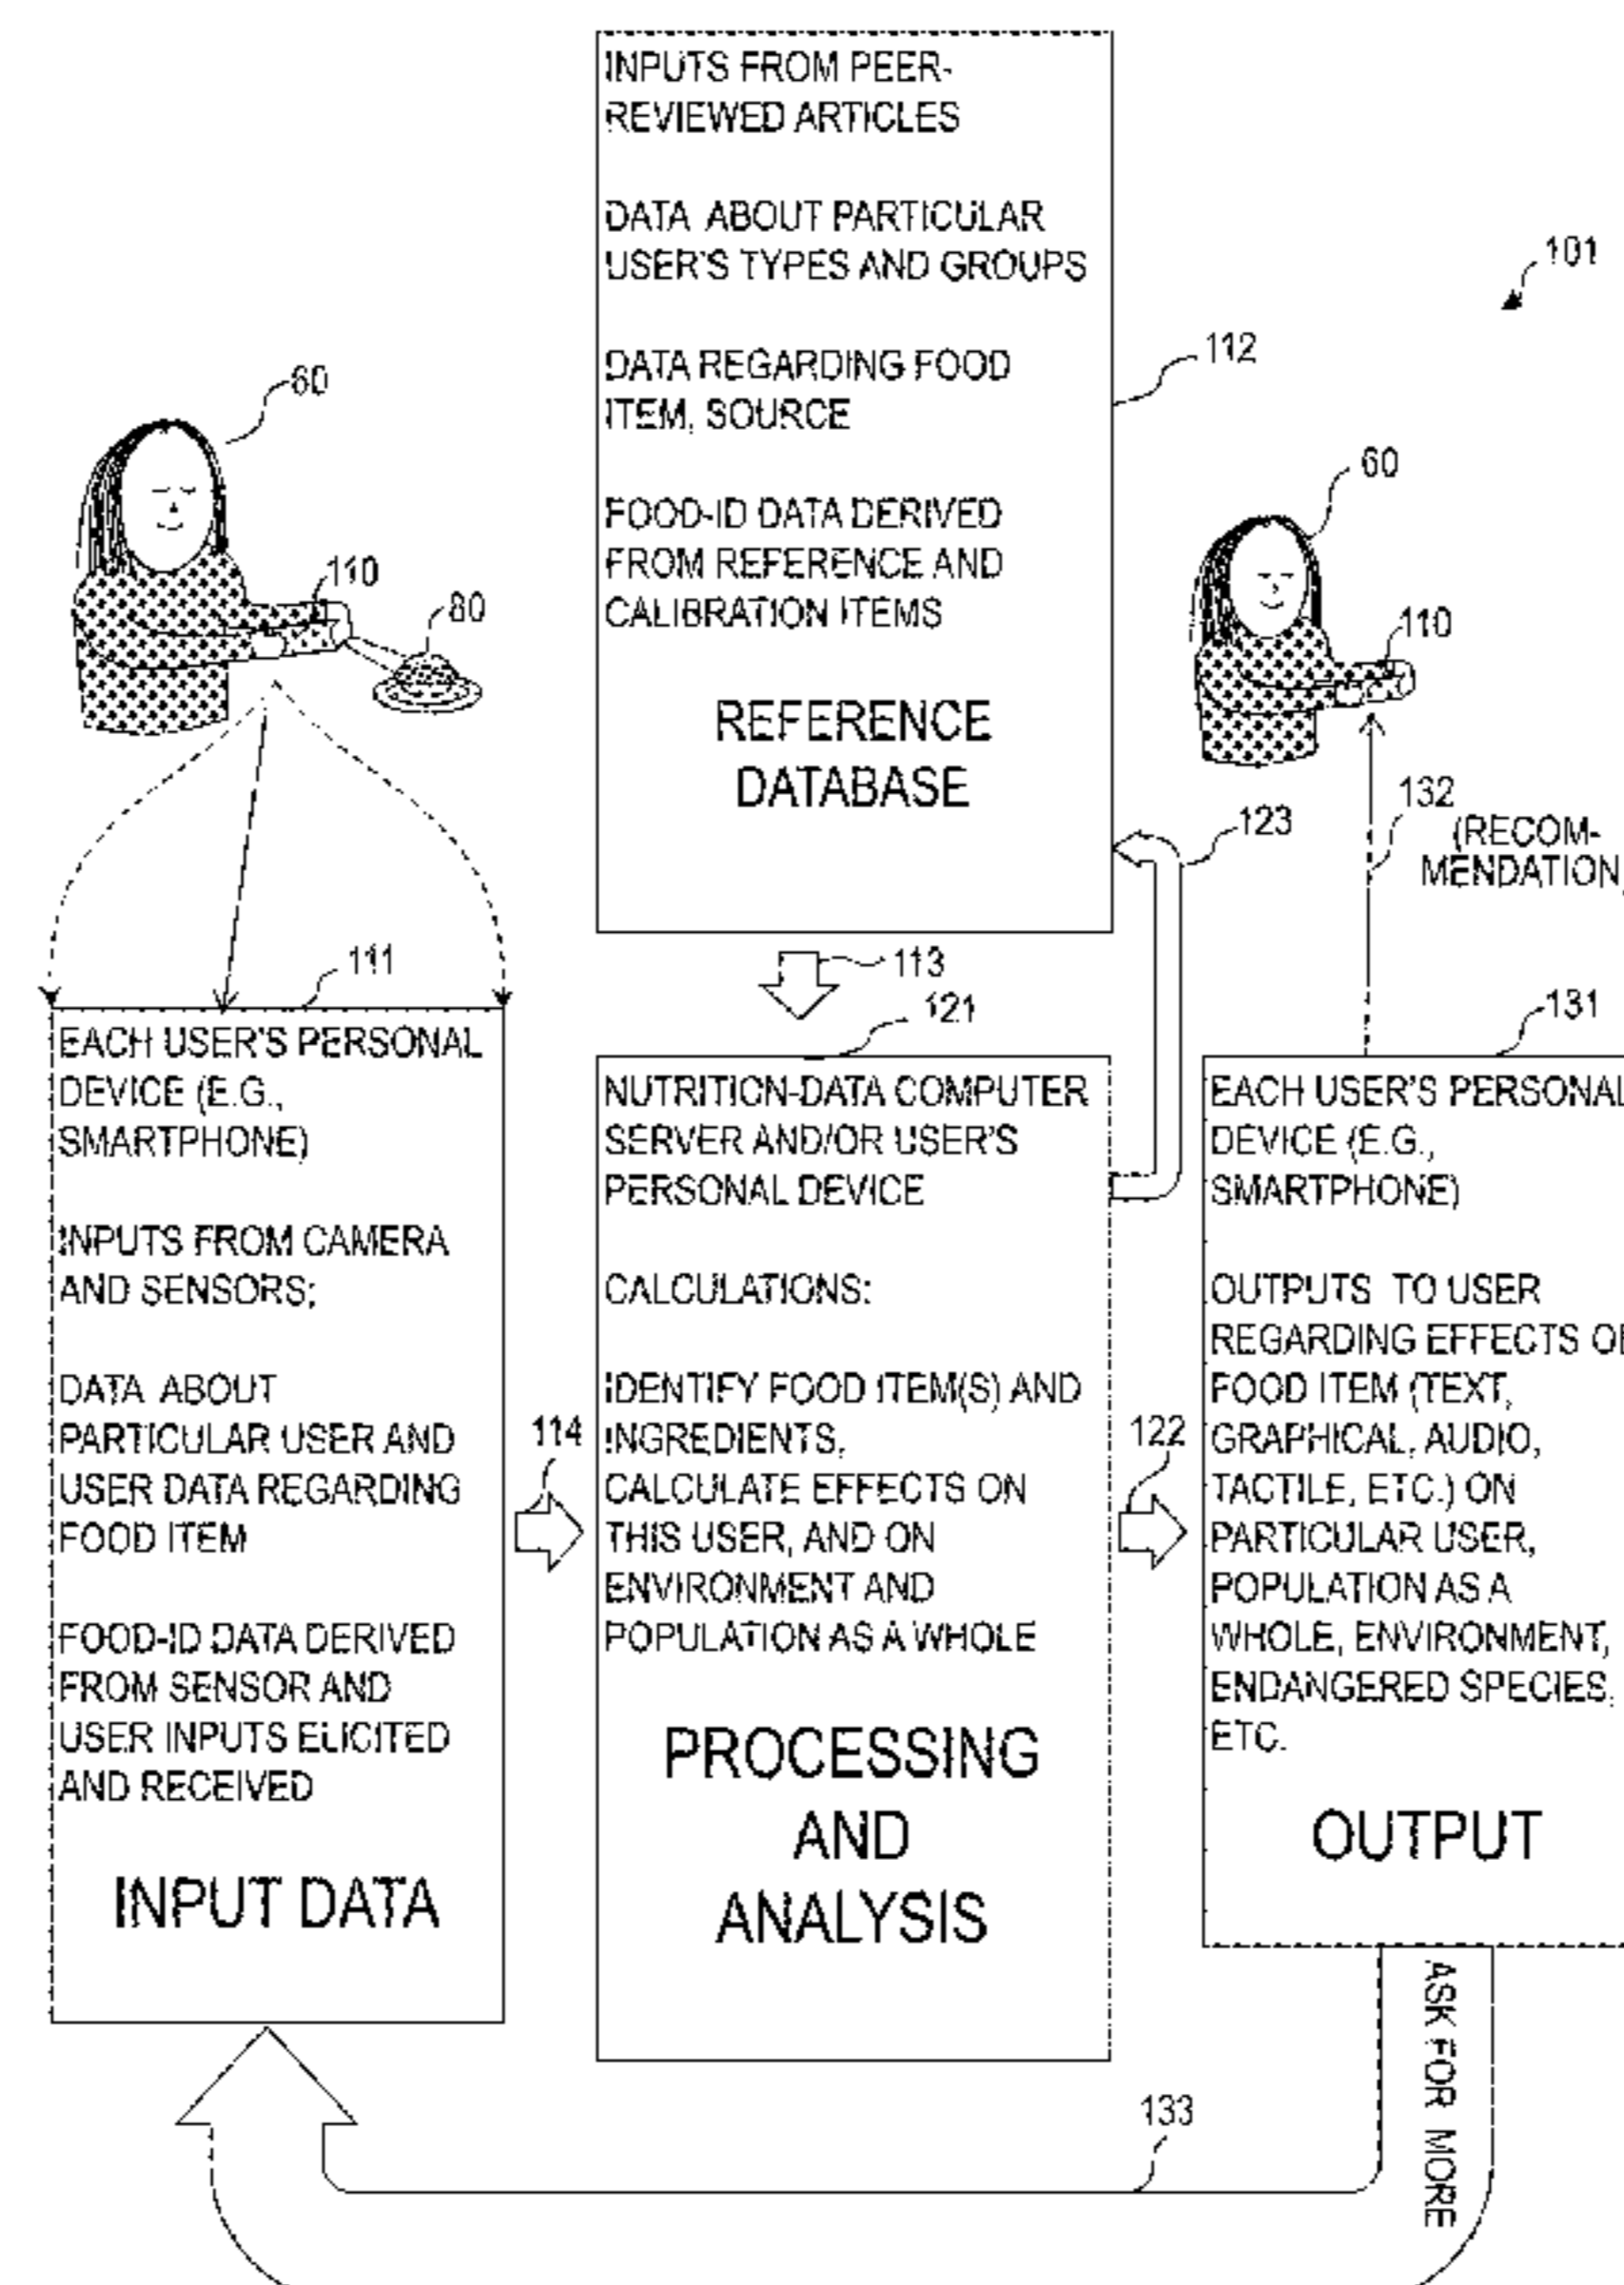 INPUTS FROM PEER-
REVIEWED ARTICLES
DATA ABOUT PARTICULAR
USER'S TYPES AND GROUPS
DATA REGARDING FOOD
ITEM, SOURCE
FOOD-ID DATA DERIVED
FROM REFERENCE AND
CALIBRATION ITEMS
REFERENCE
DATABASE
101
112
60
110
80
60
110
132
(RECOM-
MENDATION
123
113
111
EACH USER'S PERSONAL
DEVICE (E.G.,
SMARTPHONE)
INPUTS FROM CAMERA
AND SENSORS;
DATA ABOUT
PARTICULAR USER AND
USER DATA REGARDING
FOOD ITEM
FOOD-ID DATA DERIVED
FROM SENSOR AND
USER INPUTS ELICITED
AND RECEIVED
INPUT DATA
114
121
NUTRITION-DATA COMPUTER
SERVER AND/OR USER'S
PERSONAL DEVICE
CALCULATIONS:
IDENTIFY FOOD ITEM(S) AND
INGREDIENTS,
CALCULATE EFFECTS ON
THIS USER, AND ON
ENVIRONMENT AND
POPULATION AS A WHOLE
PROCESSING
AND
ANALYSIS
122
131
EACH USER'S PERSONAL
DEVICE (E.G.,
SMARTPHONE)
OUTPUTS TO USER
REGARDING EFFECTS
FOOD ITEM (TEXT,
GRAPHICAL, AUDIO,
TACTILE, ETC.) ON
PARTICULAR USER,
POPULATION AS A
WHOLE, ENVIRONMENT,
ENDANGERED SPECIES,
ETC.
OUTPUT
ASK FOR MORE
133